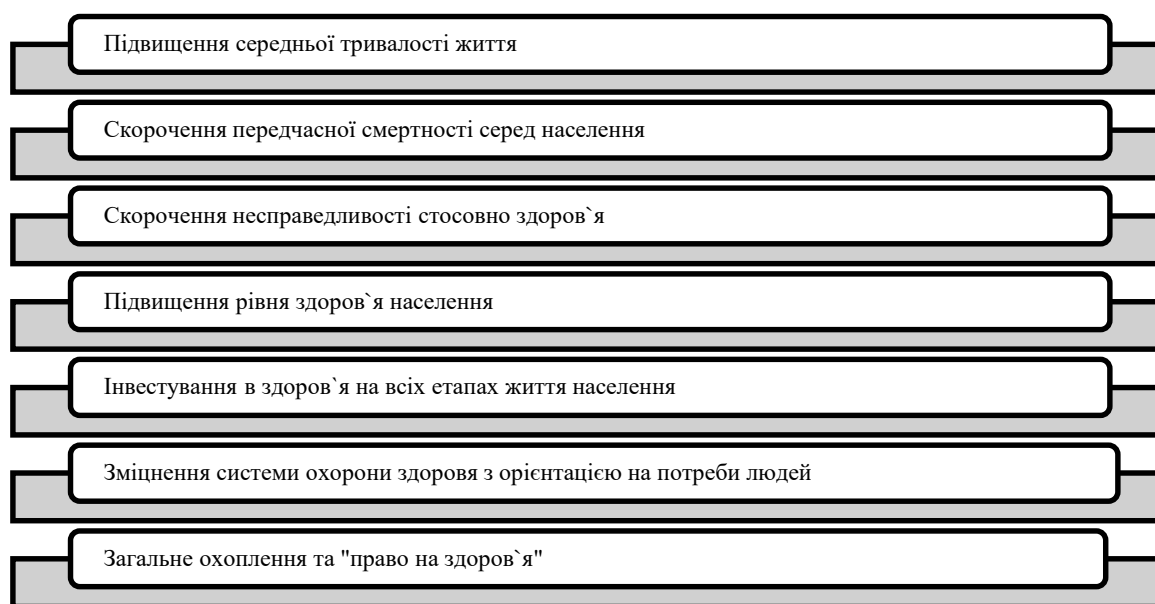 Підвищення середньої тривалості життя
Скорочення передчасної смертності серед населення
Скорочення несправедливості стосовно здоров`я
Підвищення рівня здоров`я населення
Інвестування в здоров`я на всіх етапах життя населення
Зміцнення системи охорони здоровя з орієнтацією на потреби людей
Загальне охоплення та "право на здоров`я"